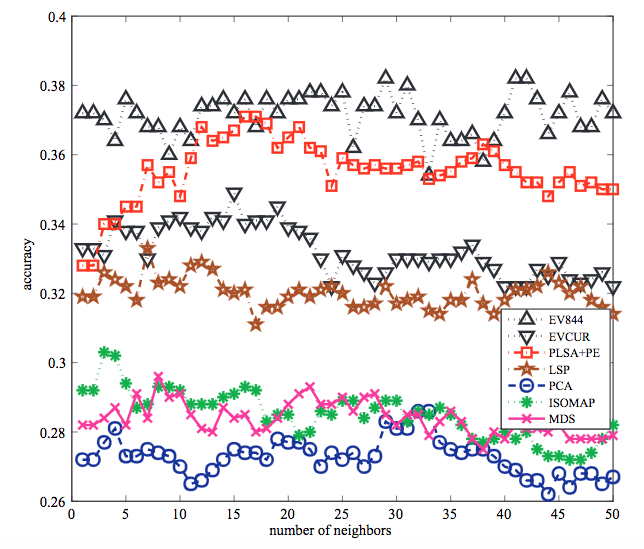 0.4
0.38
0.36
0.34
0.32
0.3
0.28
0.26
accuracy
EV844
EVCUR
PLSA+PE
LSP
PCA
ISOMAP
MDS
0 5 10 15 20 25 30 35 40 45 50
number of neighbors